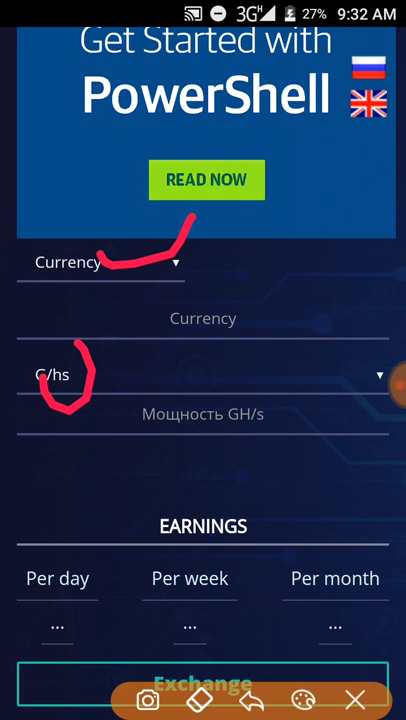 3G H 27% 9:32 AM
Get Started with
PowerShell
READ NOW
Currency
Currency
G/hs
Мощность GH/s
EARNINGS
Per day Per week Per month
... ... ...
Exchange